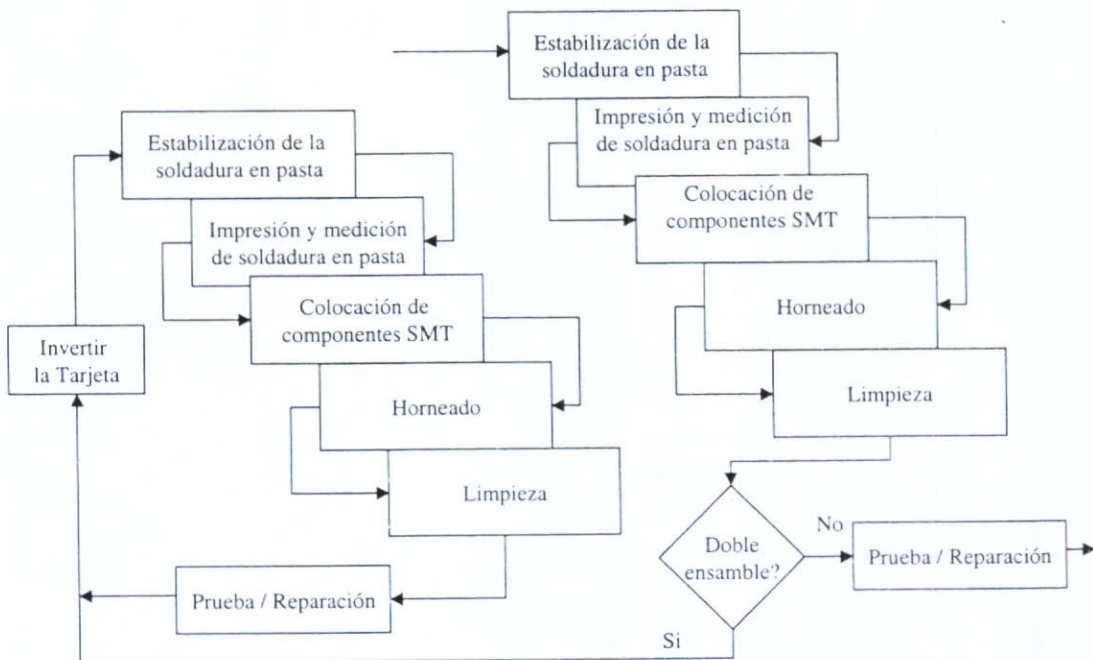 Estabilización de la
soldadura en pasta
Impresión y medición
de soldadura en pasta
Colocación de
componentes SMT
Horneado
Limpieza
Doble
ensamble?
No
Prueba / Reparación
Si
Invertir
la Tarjeta
Estabilización de la
soldadura en pasta
Impresión y medición
de soldadura en pasta
Colocación de
componentes SMT
Horneado
Limpieza
Prueba / Reparación